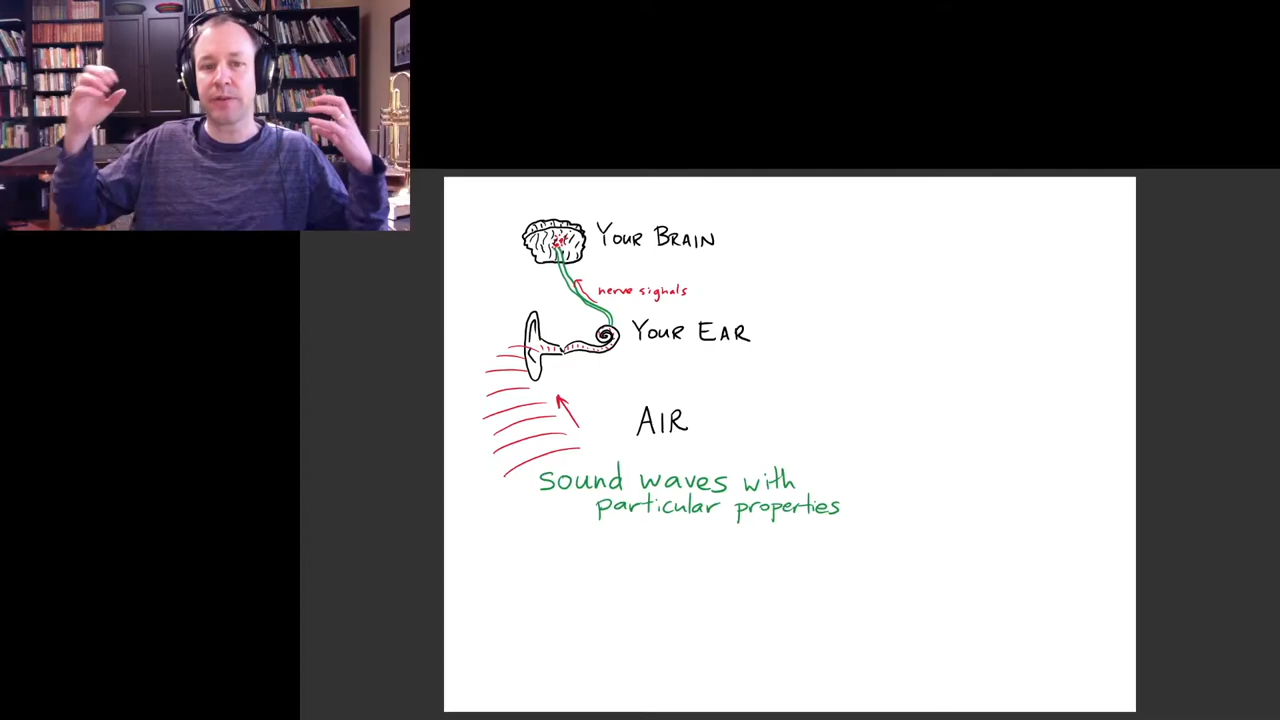 Your Brain
nerve signals
Your Ear
Air
sound waves with
particular properties